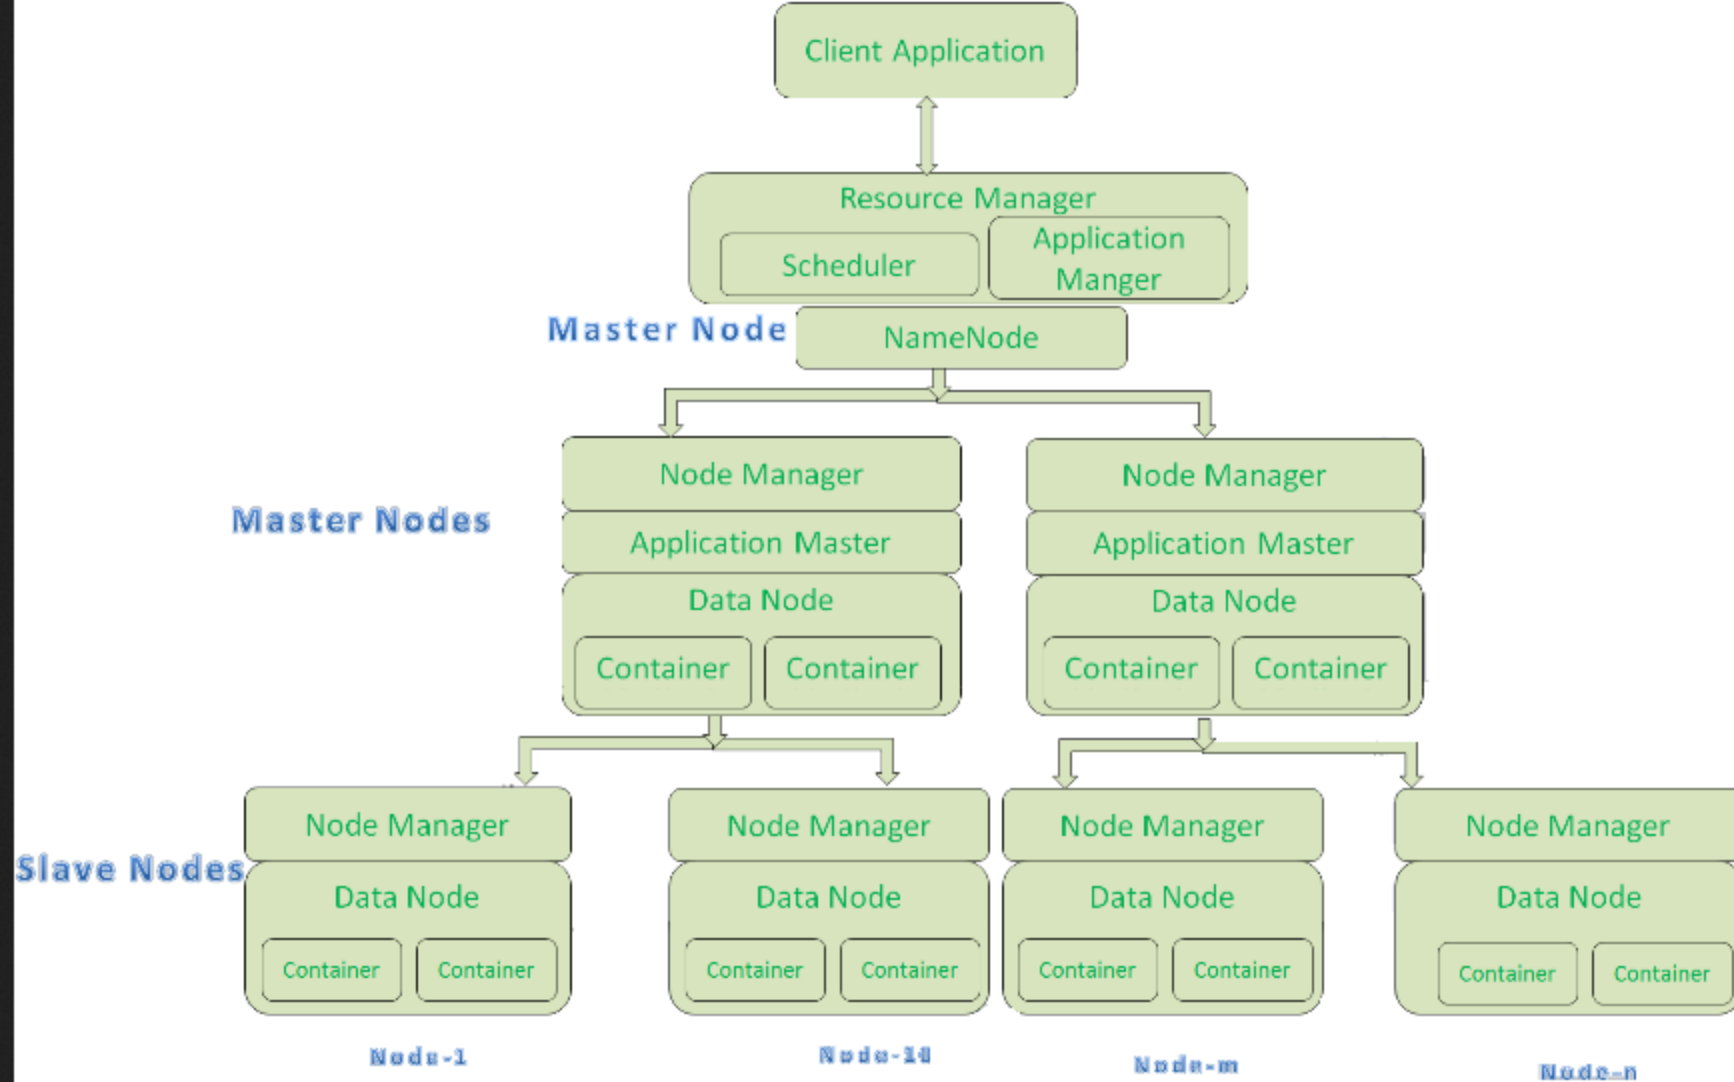 Client Application
Resource Manager
Scheduler
Application
Manger
Master Node
NameNode
Node Manager
Node Manager
Master Nodes
Application Master
Application Master
Data Node
Data Node
Container
Container
Container
Container
Node Manager
Node Manager
Node Manager
Node Manager
Slave Nodes
Data Node
Data Node
Data Node
Data Node
Container
Container
Container
Container
Container
Container
Container
Container
Node-1
Node-10
Node-m
Node-n